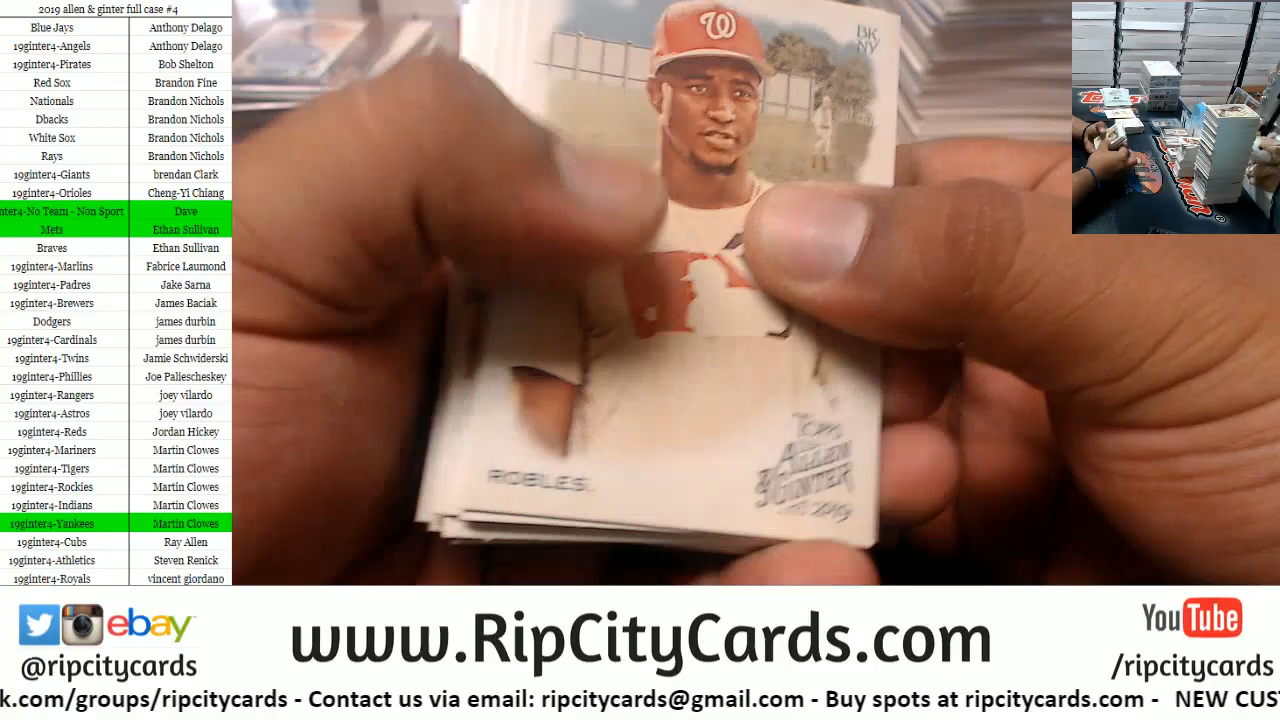 2019 allen & ginter full case #4
Blue Jays Anthony Delago
19ginter4-Angels Anthony Delago
19ginter4-Pirates Bob Shelton
Red Sox Brandon Fine
Nationals Brandon Nichols
Dbacks Brandon Nichols
White Sox Brandon Nichols
Rays Brandon Nichols
19ginter4-Giants brendan Clark
19ginter4-Orioles Cheng-Yi Chiang
nter4-No Team - Non Sport Dave
Mets Ethan Sullivan
Braves Ethan Sullivan
19ginter4-Marlins Fabrice Laumond
19ginter4-Padres Jake Sarna
19ginter4-Brewers James Baciak
Dodgers james durbin
19ginter4-Cardinals james durbin
19ginter4-Twins Jamie Schwiderski
19ginter4-Phillies Joe Paliescheskey
19ginter4-Rangers joey vilardo
19ginter4-Astros joey vilardo
19ginter4-Reds Jordan Hickey
19ginter4-Mariners Martin Clowes
19ginter4-Tigers Martin Clowes
19ginter4-Rockies Martin Clowes
19ginter4-Indians Martin Clowes
19ginter4-Yankees Martin Clowes
19ginter4-Cubs Ray Allen
19ginter4-Athletics Steven Renick
19ginter4-Royals vincent giordano
W
BK
NY
ROBLES
TOPPS
ALLEN
& GINTER
2019
ebay
@ripcitycards
www.RipCityCards.com
YouTube
/ripcitycards
k.com/groups/ripcitycards - Contact us via email: ripcitycards@gmail.com - Buy spots at ripcitycards.com - NEW CUS